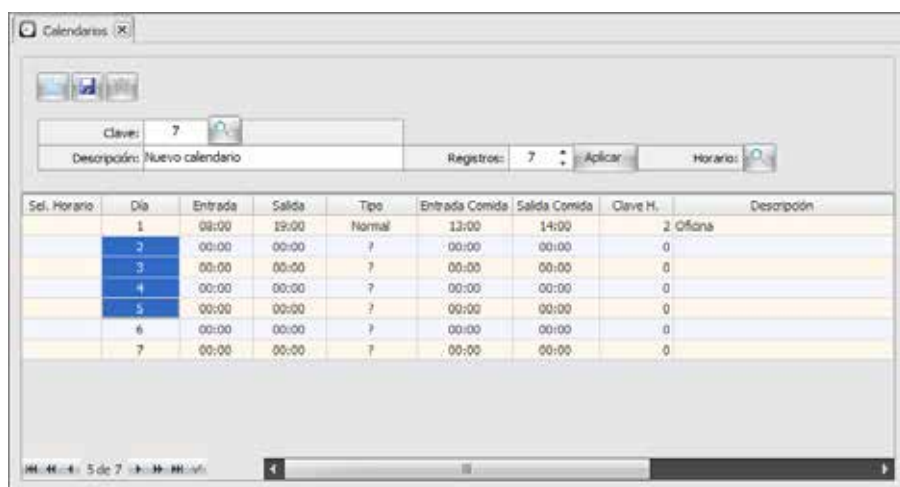 Calendarios
Clave: 7
Descripción: Nuevo calendario Registros: 7 Aplicar Horario:
Sel. Horario Día Entrada Salida Tipo Entrada Comida Salida Comida Clave H. Descripción
1 08:00 19:00 Normal 13:00 14:00 2 Oficina
2 00:00 00:00 ? 00:00 00:00 0
3 00:00 00:00 ? 00:00 00:00 0
4 00:00 00:00 ? 00:00 00:00 0
5 00:00 00:00 ? 00:00 00:00 0
6 00:00 00:00 ? 00:00 00:00 0
7 00:00 00:00 ? 00:00 00:00 0
5 de 7